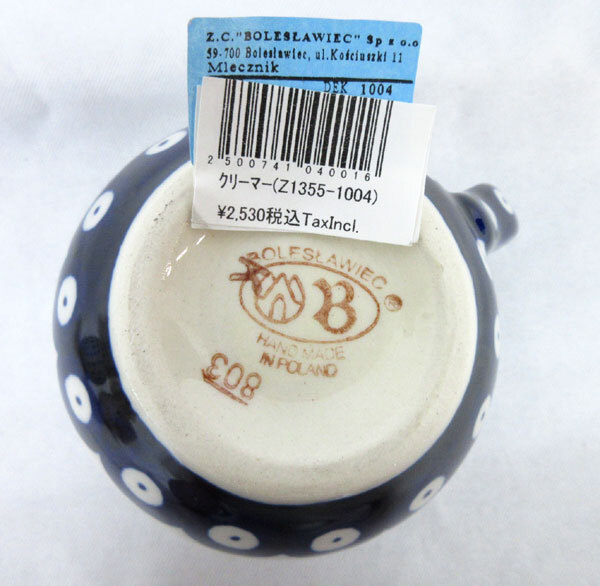 Z.C."BOLESŁAWIEC" Sp z o.o
59-700 Bolesławiec, ul.Kościuszki 11
Mlecznik
DEK 1004
2500741040016
クリーマー(Z1355-1004)
¥2,530税込TaxIncl.
BOLESŁAWIEC
B ®
HAND MADE
IN POLAND
803